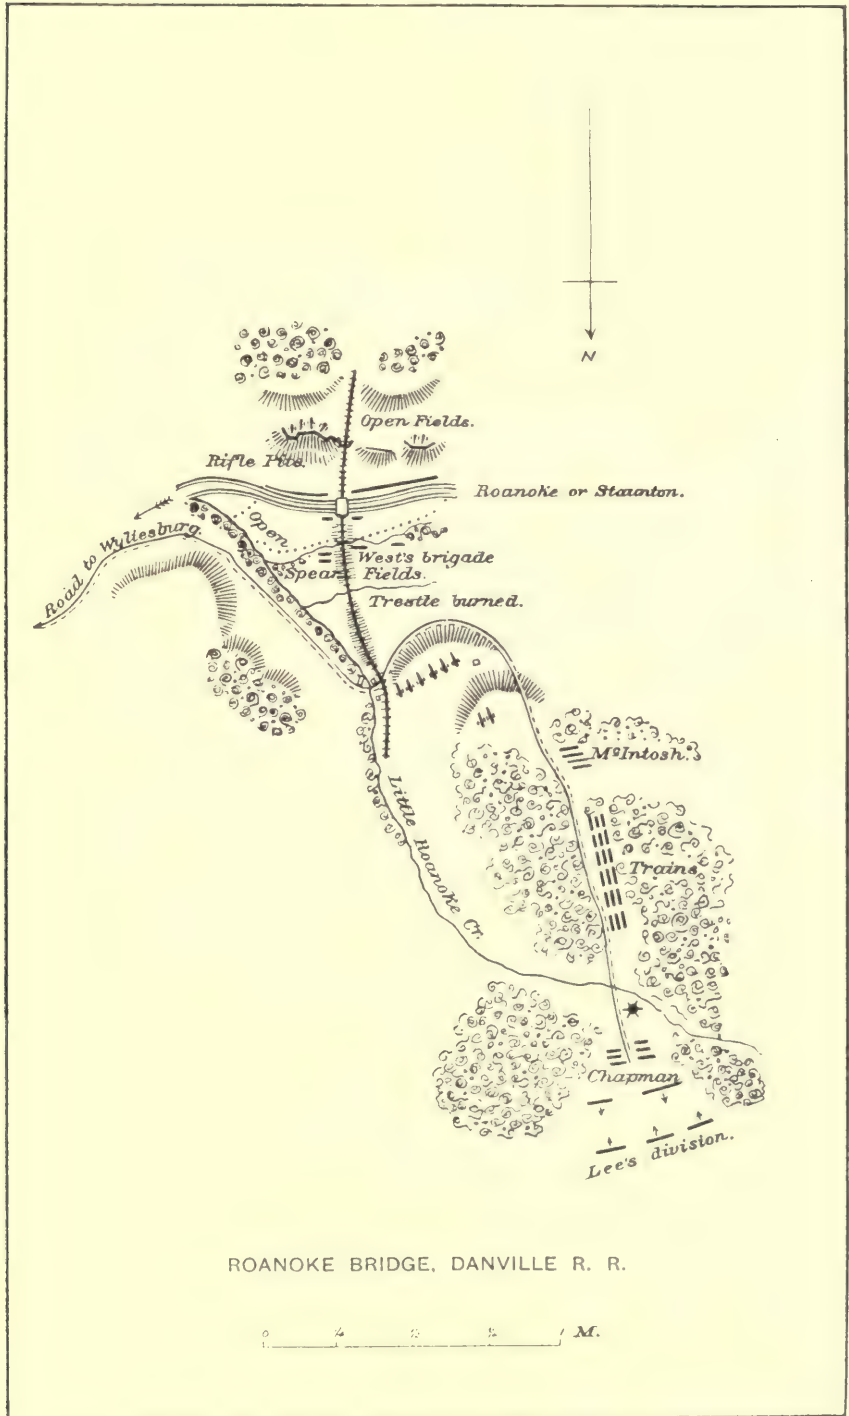 N
Open Fields.
Rifle Pits.
Roanoke or Staunton.
Open
Road to Wyliesburg.
West's brigade
Spear
Fields.
Trestle burned.
McIntosh.
Little Roanoke Cr.
Trains
Chapman
Lee's division.
ROANOKE BRIDGE, DANVILLE R. R.
0 1 M.